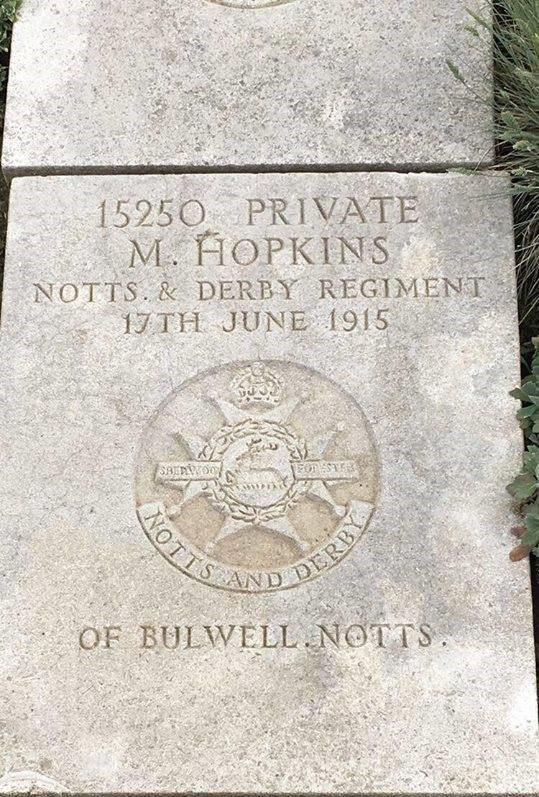 15250 PRIVATE
M. HOPKINS
NOTTS. & DERBY REGIMENT
17TH JUNE 1915
SHERWOOD FORESTERS
NOTTS AND DERBY
OF BULWELL. NOTTS.